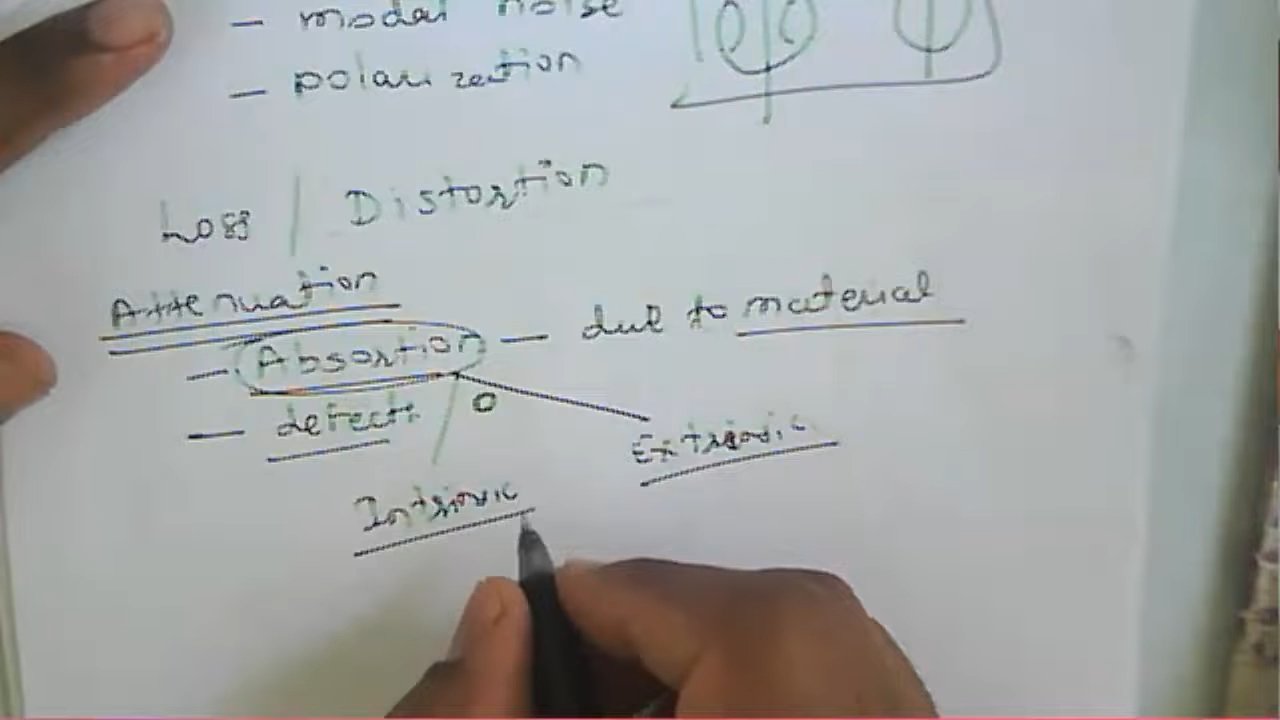 - modal noise
- polarization
Loss / Distortion
Attenuation
- Absortion - due to material
- defects
Extrinsic
Intrinsic